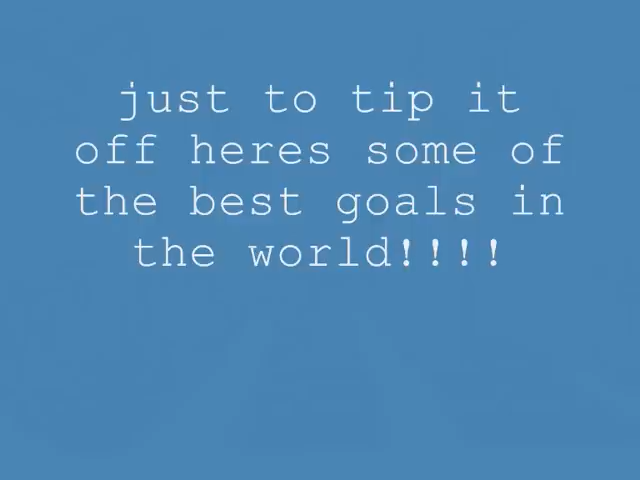 just to tip it
off heres some of
the best goals in
the world!!!!